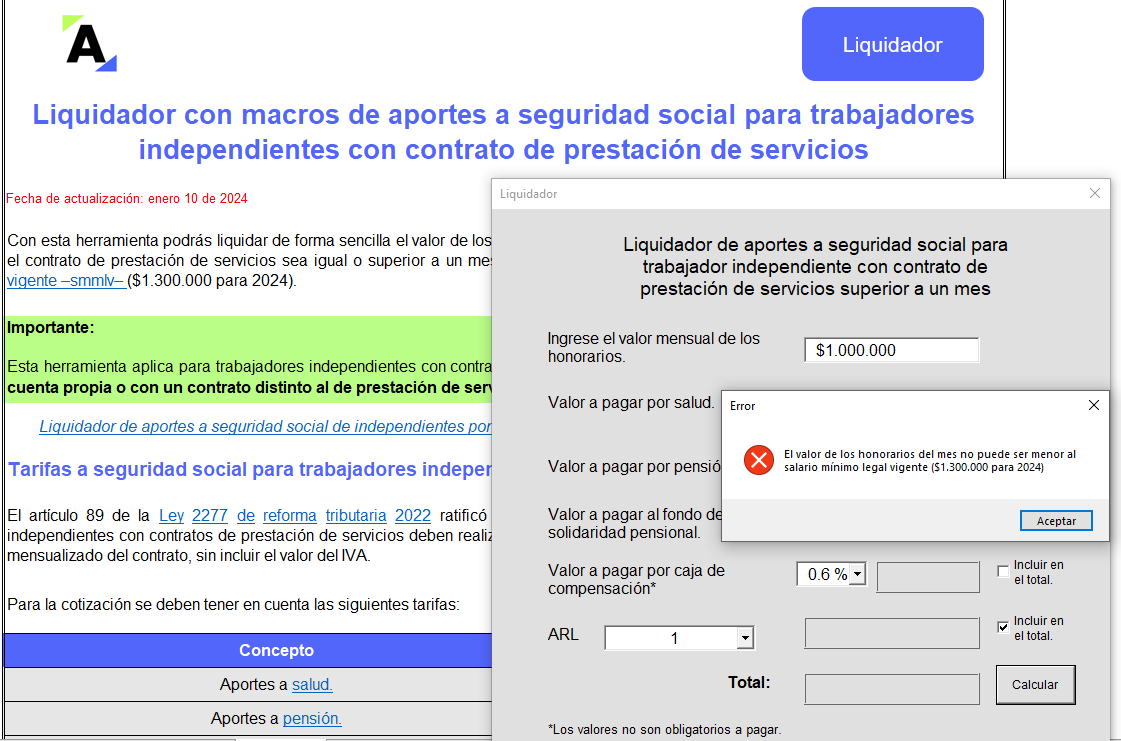 A
Liquidador
Liquidador con macros de aportes a seguridad social para trabajadores
independientes con contrato de prestación de servicios
Fecha de actualización: enero 10 de 2024
Con esta herramienta podrás liquidar de forma sencilla el valor de los
el contrato de prestación de servicios sea igual o superior a un mes
vigente –smmlv– ($1.300.000 para 2024).
Importante:
Esta herramienta aplica para trabajadores independientes con contra
cuenta propia o con un contrato distinto al de prestación de serv
Liquidador de aportes a seguridad social de independientes por
Tarifas a seguridad social para trabajadores indeper
El artículo 89 de la Ley 2277 de reforma tributaria 2022 ratificó
independientes con contratos de prestación de servicios deben realiz
mensualizado del contrato, sin incluir el valor del IVA.
Para la cotización se deben tener en cuenta las siguientes tarifas:
Concepto
Aportes a salud.
Aportes a pensión.
Liquidador
Liquidador de aportes a seguridad social para
trabajador independiente con contrato de
prestación de servicios superior a un mes
Ingrese el valor mensual de los
honorarios.
$1.000.000
Valor a pagar por salud.
Valor a pagar por pensió
Valor a pagar al fondo de
solidaridad pensional.
Valor a pagar por caja de
compensación*
0.6 %
Incluir en
el total.
ARL
1
Incluir en
el total.
Total:
Calcular
*Los valores no son obligatorios a pagar.
Error
El valor de los honorarios del mes no puede ser menor al
salario mínimo legal vigente ($1.300.000 para 2024)
Aceptar